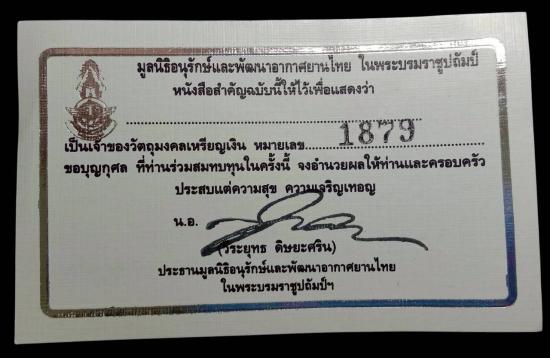 มูลนิธิอนุรักษ์และพัฒนาอากาศยานไทย ในพระบรมราชูปถัมป์
หนังสือสำคัญฉบับนี้ให้ไว้เพื่อแสดงว่า
เป็นเจ้าของวัตถุมงคลเหรียญเงิน หมายเลข 1879
ขอบุญกุศล ที่ท่านร่วมสมทบทุนในครั้งนี้ จงอำนวยผลให้ท่านและครอบครัว
ประสบแต่ความสุข ความเจริญเทอญ
น.อ.
(วีระยุทธ ดิษยะศริน)
ประธานมูลนิธิอนุรักษ์และพัฒนาอากาศยานไทย
ในพระบรมราชูปถัมป์ฯ